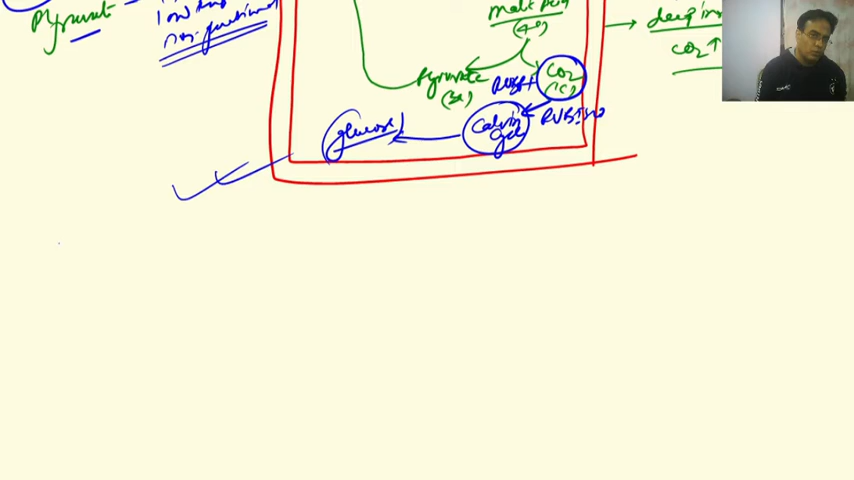 Pyruvate
low temp
non functional
malic acid
(4C)
Pyruvate
(3C)
RUBP+
CO2
(1C)
Calvin
Cycle
RUBISCO
glucose
deep in
CO2↑